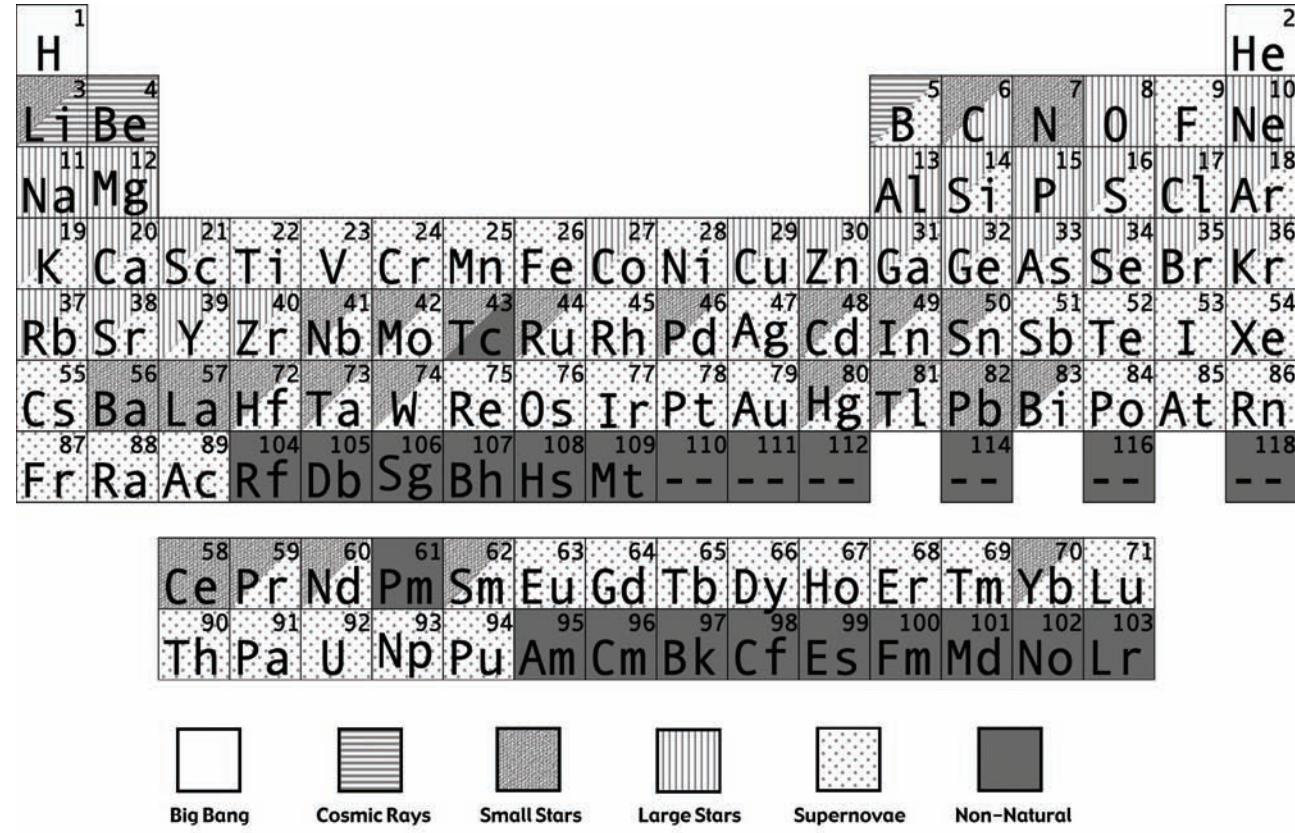 1 2
H He
3 4 5 6 7 8 9 10
Li Be B C N O F Ne
11 12 13 14 15 16 17 18
Na Mg Al Si P S Cl Ar
19 20 21 22 23 24 25 26 27 28 29 30 31 32 33 34 35 36
K Ca Sc Ti V Cr Mn Fe Co Ni Cu Zn Ga Ge As Se Br Kr
37 38 39 40 41 42 43 44 45 46 47 48 49 50 51 52 53 54
Rb Sr Y Zr Nb Mo Tc Ru Rh Pd Ag Cd In Sn Sb Te I Xe
55 56 57 72 73 74 75 76 77 78 79 80 81 82 83 84 85 86
Cs Ba La Hf Ta W Re Os Ir Pt Au Hg Tl Pb Bi Po At Rn
87 88 89 104 105 106 107 108 109 110 111 112 114 116 118
Fr Ra Ac Rf Db Sg Bh Hs Mt -- -- -- -- -- --
58 59 60 61 62 63 64 65 66 67 68 69 70 71
Ce Pr Nd Pm Sm Eu Gd Tb Dy Ho Er Tm Yb Lu
90 91 92 93 94 95 96 97 98 99 100 101 102 103
Th Pa U Np Pu Am Cm Bk Cf Es Fm Md No Lr
Big Bang Cosmic Rays Small Stars Large Stars Supernovae Non-Natural